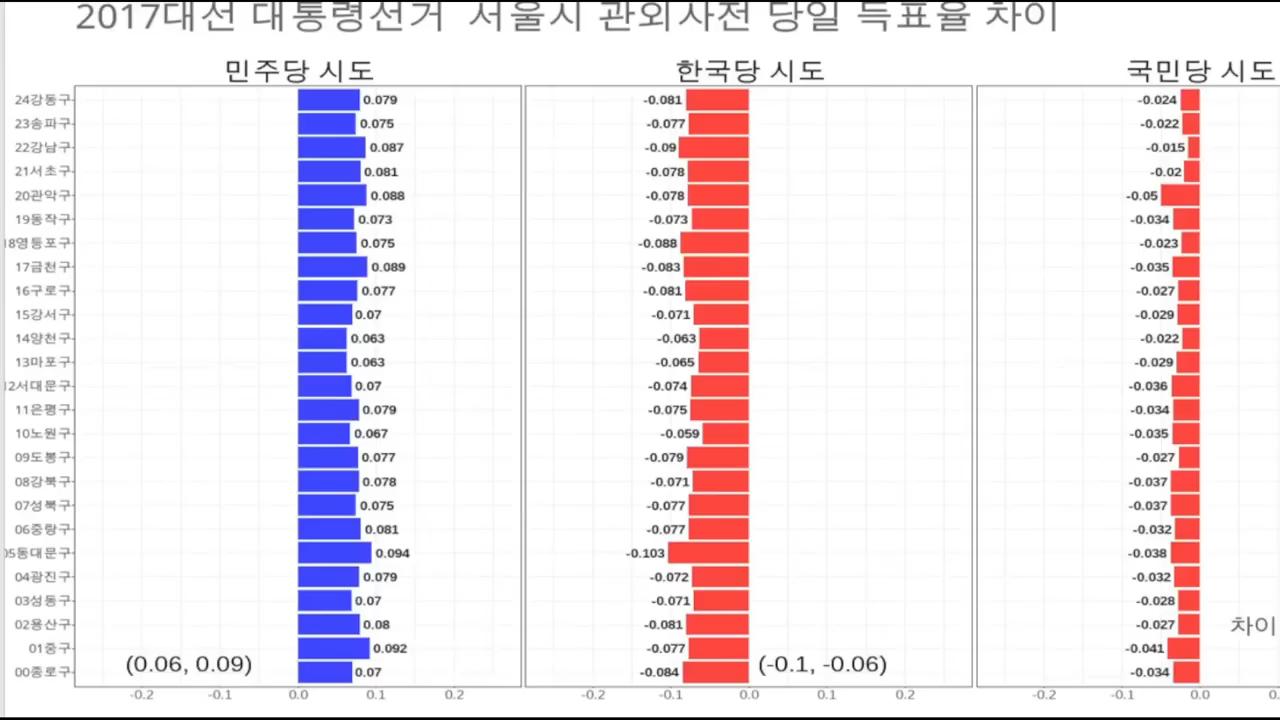 2017대선 대통령선거 서울시 관외사전 당일 득표율 차이
민주당 시도 한국당 시도 국민당 시도
24강동구 0.079 -0.081 -0.024
23송파구 0.075 -0.077 -0.022
22강남구 0.087 -0.09 -0.015
21서초구 0.081 -0.078 -0.02
20관악구 0.088 -0.078 -0.05
19동작구 0.073 -0.073 -0.034
18영등포구 0.075 -0.088 -0.023
17금천구 0.089 -0.083 -0.035
16구로구 0.077 -0.081 -0.027
15강서구 0.07 -0.071 -0.029
14양천구 0.063 -0.063 -0.022
13마포구 0.063 -0.065 -0.029
12서대문구 0.07 -0.074 -0.036
11은평구 0.079 -0.075 -0.034
10노원구 0.067 -0.059 -0.035
09도봉구 0.077 -0.079 -0.027
08강북구 0.078 -0.071 -0.037
07성북구 0.075 -0.077 -0.037
06중랑구 0.081 -0.077 -0.032
05동대문구 0.094 -0.103 -0.038
04광진구 0.079 -0.072 -0.032
03성동구 0.07 -0.071 -0.028
02용산구 0.08 -0.081 -0.027 차이
01중구 0.092 -0.077 -0.041
(0.06, 0.09) (-0.1, -0.06)
00종로구 0.07 -0.084 -0.034
-0.2 -0.1 0.0 0.1 0.2 -0.2 -0.1 0.0 0.1 0.2 -0.2 -0.1 0.0